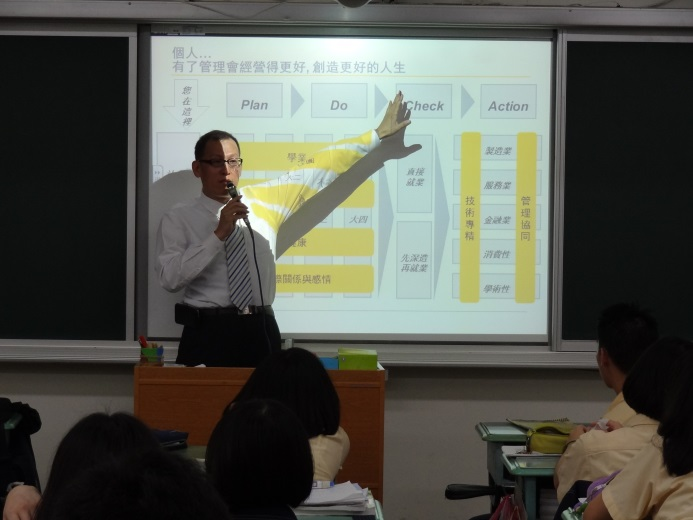 個人...
有了管理會經營得更好,創造更好的人生
您在這裡
Plan
Do
Check
Action
學業
大三
大四
康
關係與感情
直接
就業
先深造
再就業
技術專精
製造業
服務業
金融業
消費性
學術性
管理協同